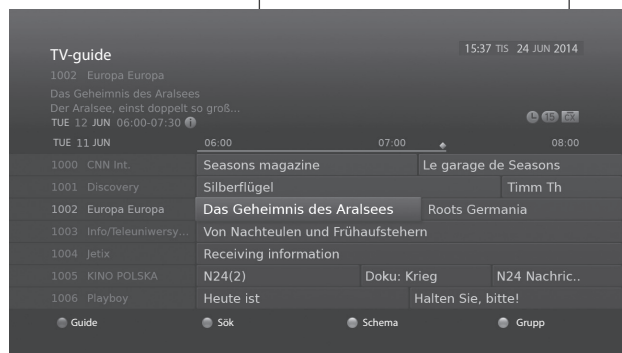 TV-guide
15:37 TIS 24 JUN 2014
1002 Europa Europa
Das Geheimnis des Aralsees
Der Aralsee, einst doppelt so groß...
TUE 12 JUN 06:00-07:30
15
TUE 11 JUN 06:00 07:00 08:00
1000 CNN Int. Seasons magazine Le garage de Seasons
1001 Discovery Silberflügel Timm Th
1002 Europa Europa Das Geheimnis des Aralsees Roots Germania
1003 Info/Teleuniwersy... Von Nachteulen und Frühaufstehern
1004 Jetix Receiving information
1005 KINO POLSKA N24(2) Doku: Krieg N24 Nachric..
1006 Playboy Heute ist Halten Sie, bitte!
Guide Sök Schema Grupp